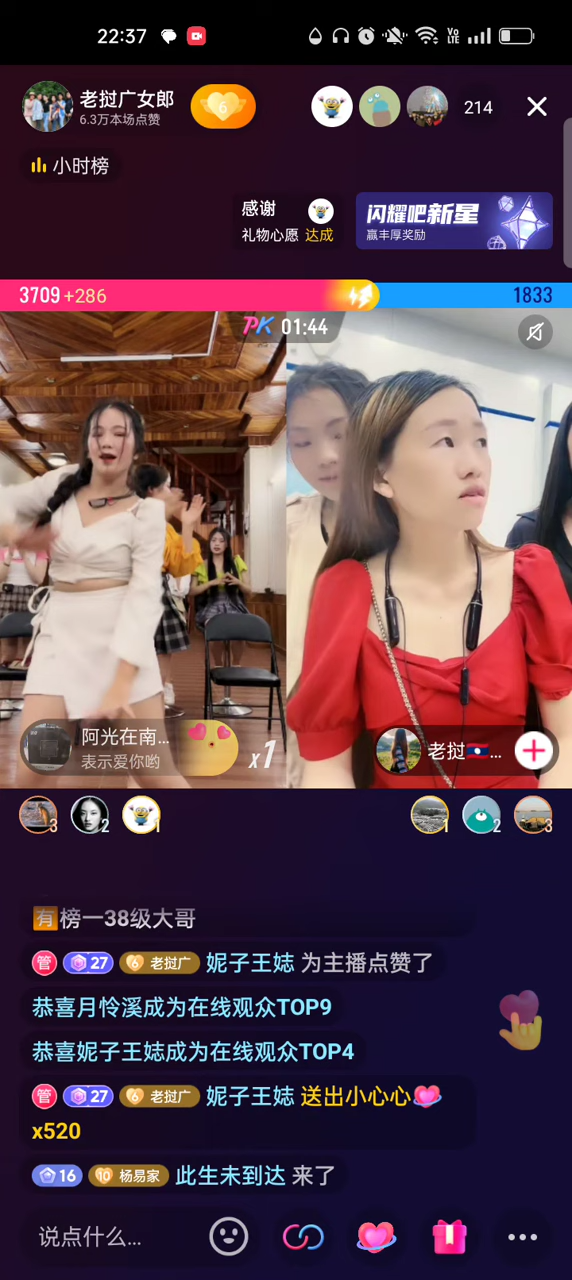 22:37
VO
LTE
老挝广女郎
6.3万本场点赞
6
214
小时榜
感谢
礼物心愿 达成
闪耀吧新星
赢丰厚奖励
3709 +286
1833
PK 01:44
阿光在南...
表示爱你哟
x1
老挝🇱🇦...
3
2
1
1
2
3
有榜一38级大哥
管 27 6 老挝广 妮子王娡 为主播点赞了
恭喜月怜溪成为在线观众TOP9
恭喜妮子王娡成为在线观众TOP4
管 27 6 老挝广 妮子王娡 送出小心心
x520
16 10 杨易家 此生未到达 来了
说点什么...